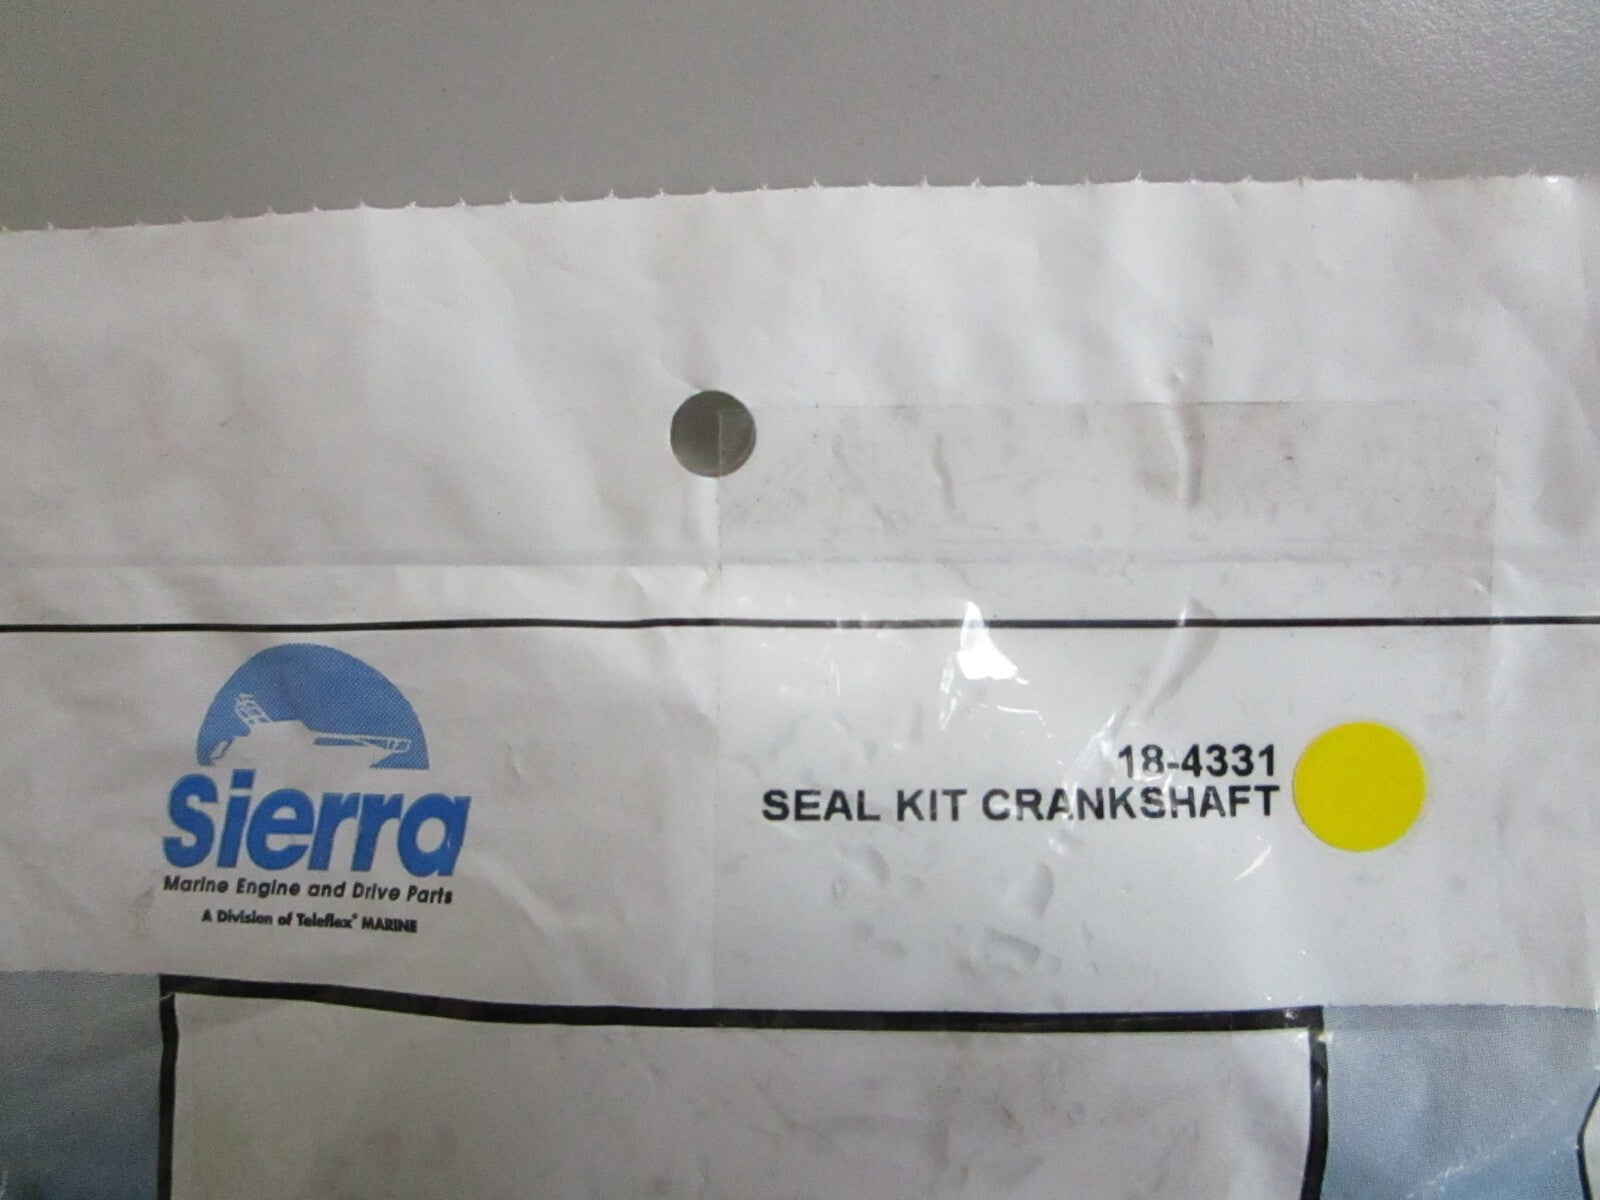 Sierra
Marine Engine and Drive Parts
A Division of Teleflex® MARINE
18-4331
SEAL KIT CRANKSHAFT